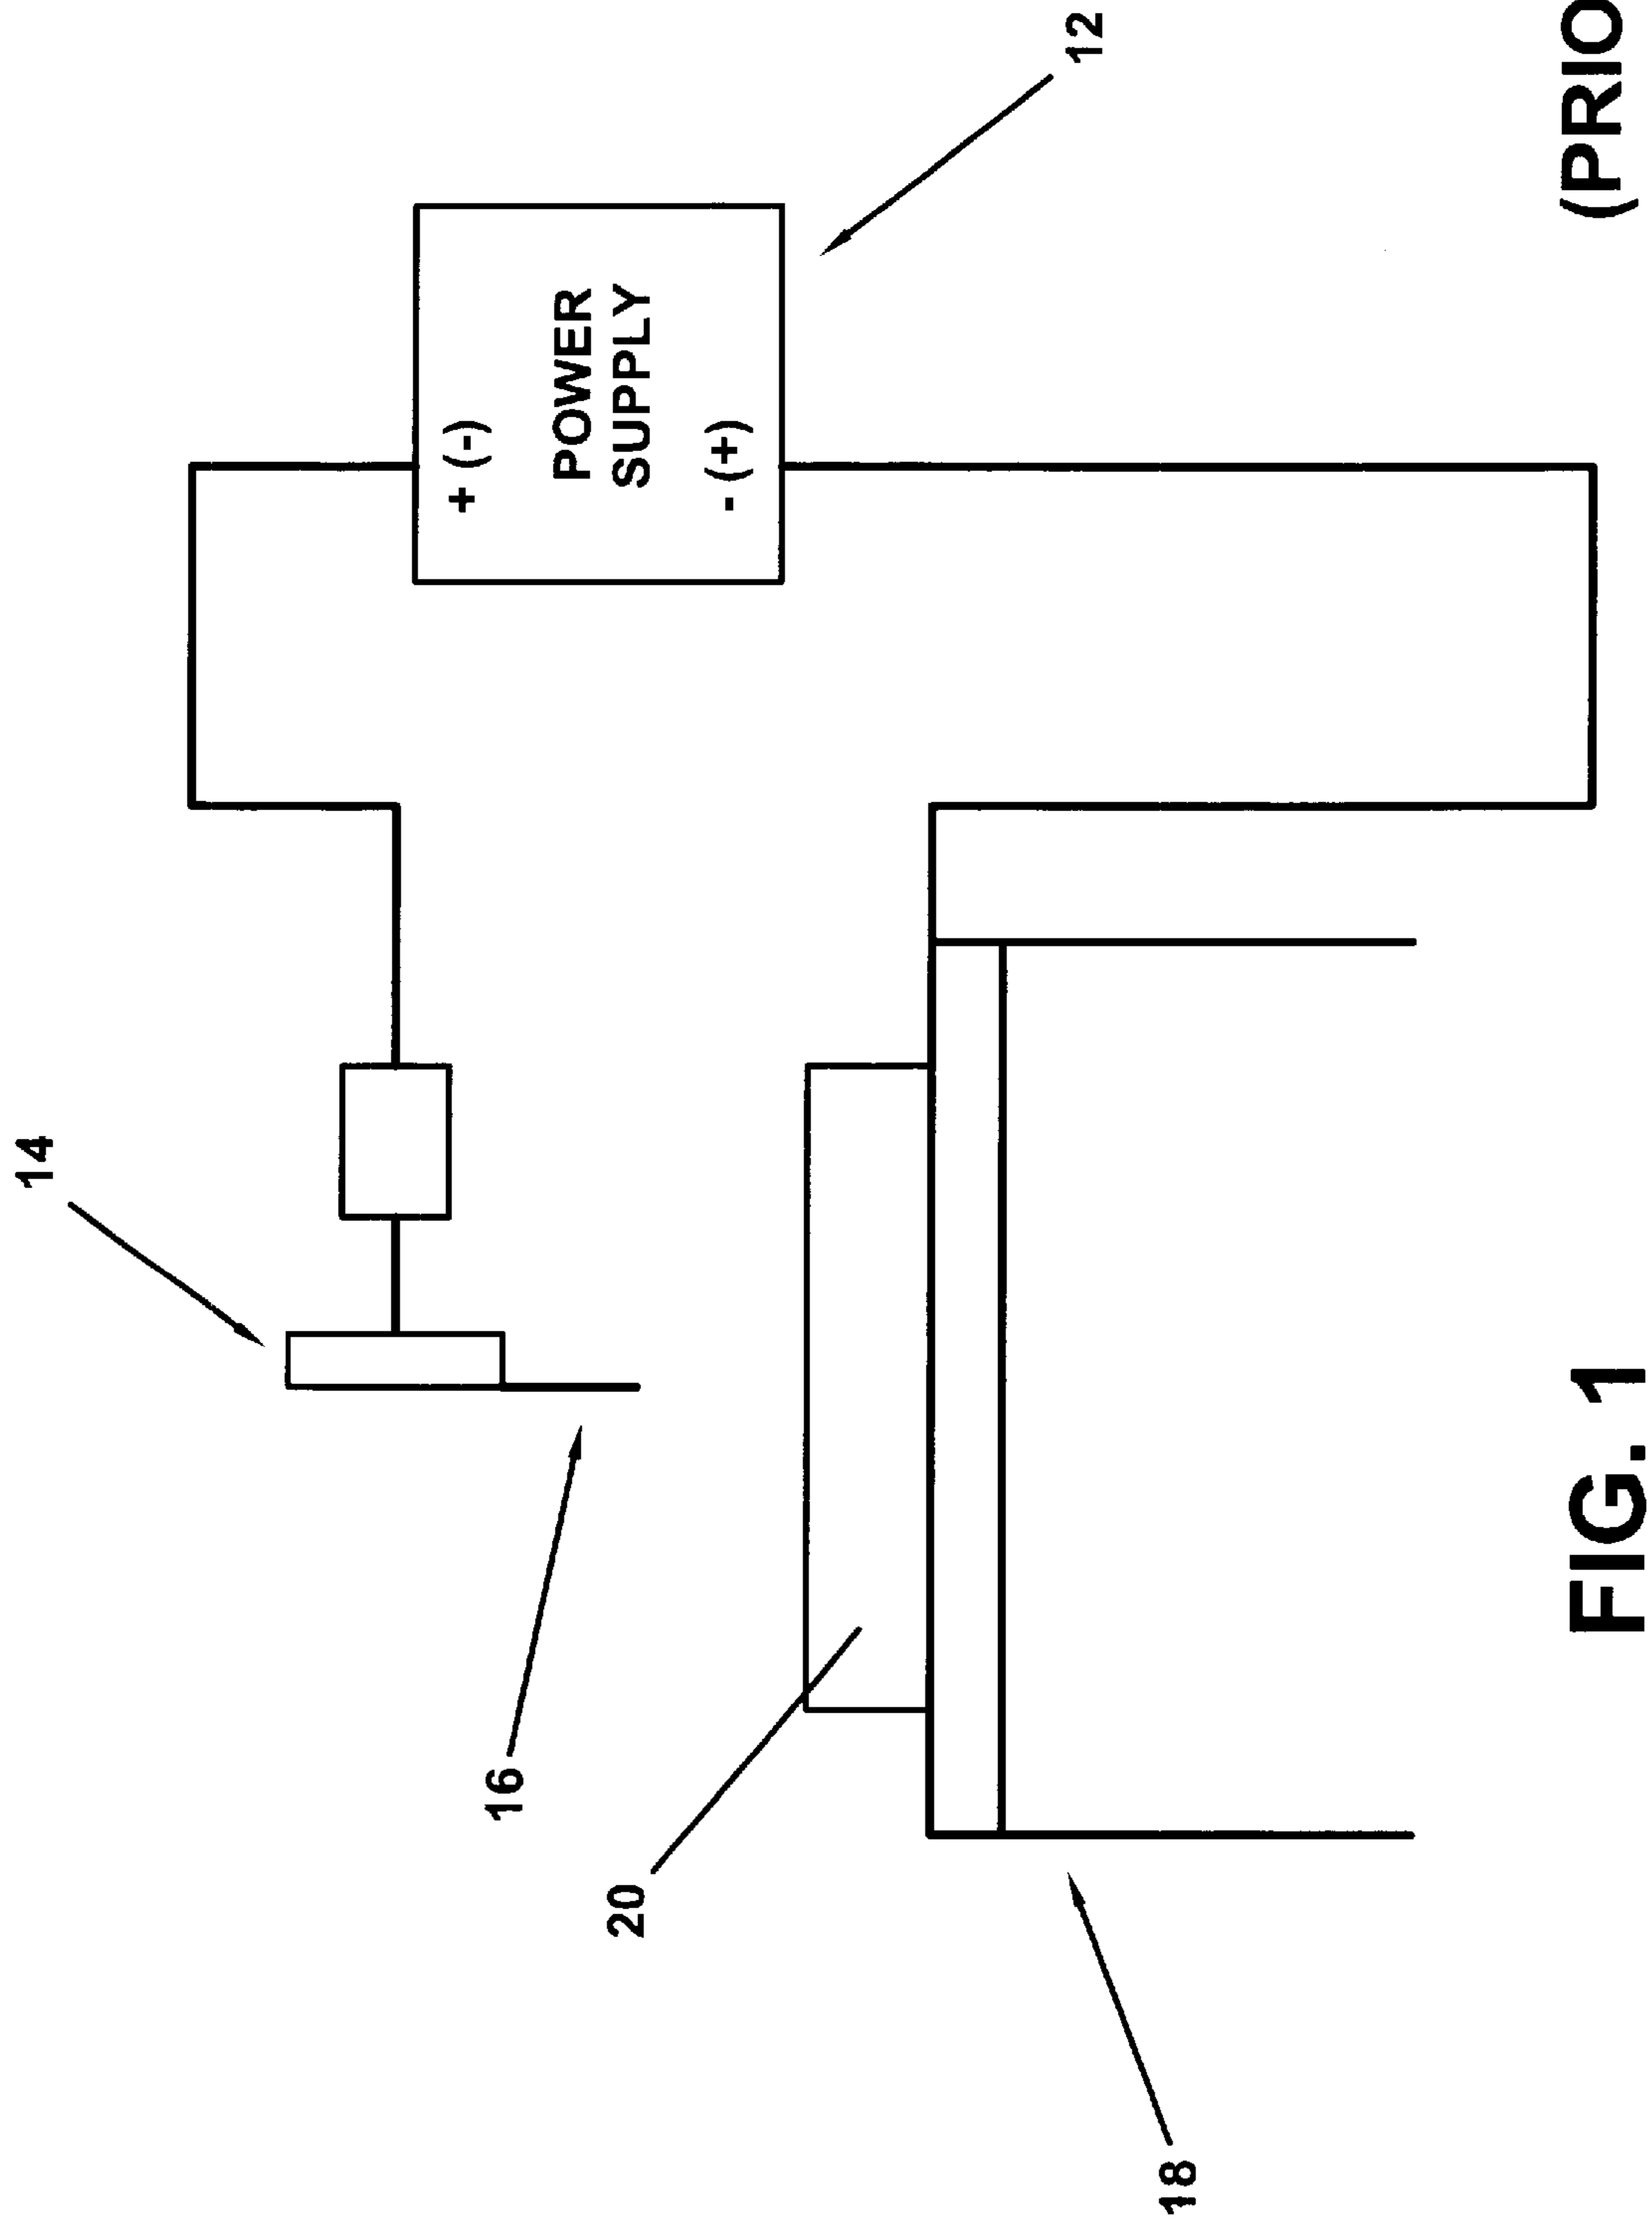 14
+ (-)
16
POWER
SUPPLY
20
- (+)
12
18
FIG. 1
(PRIO